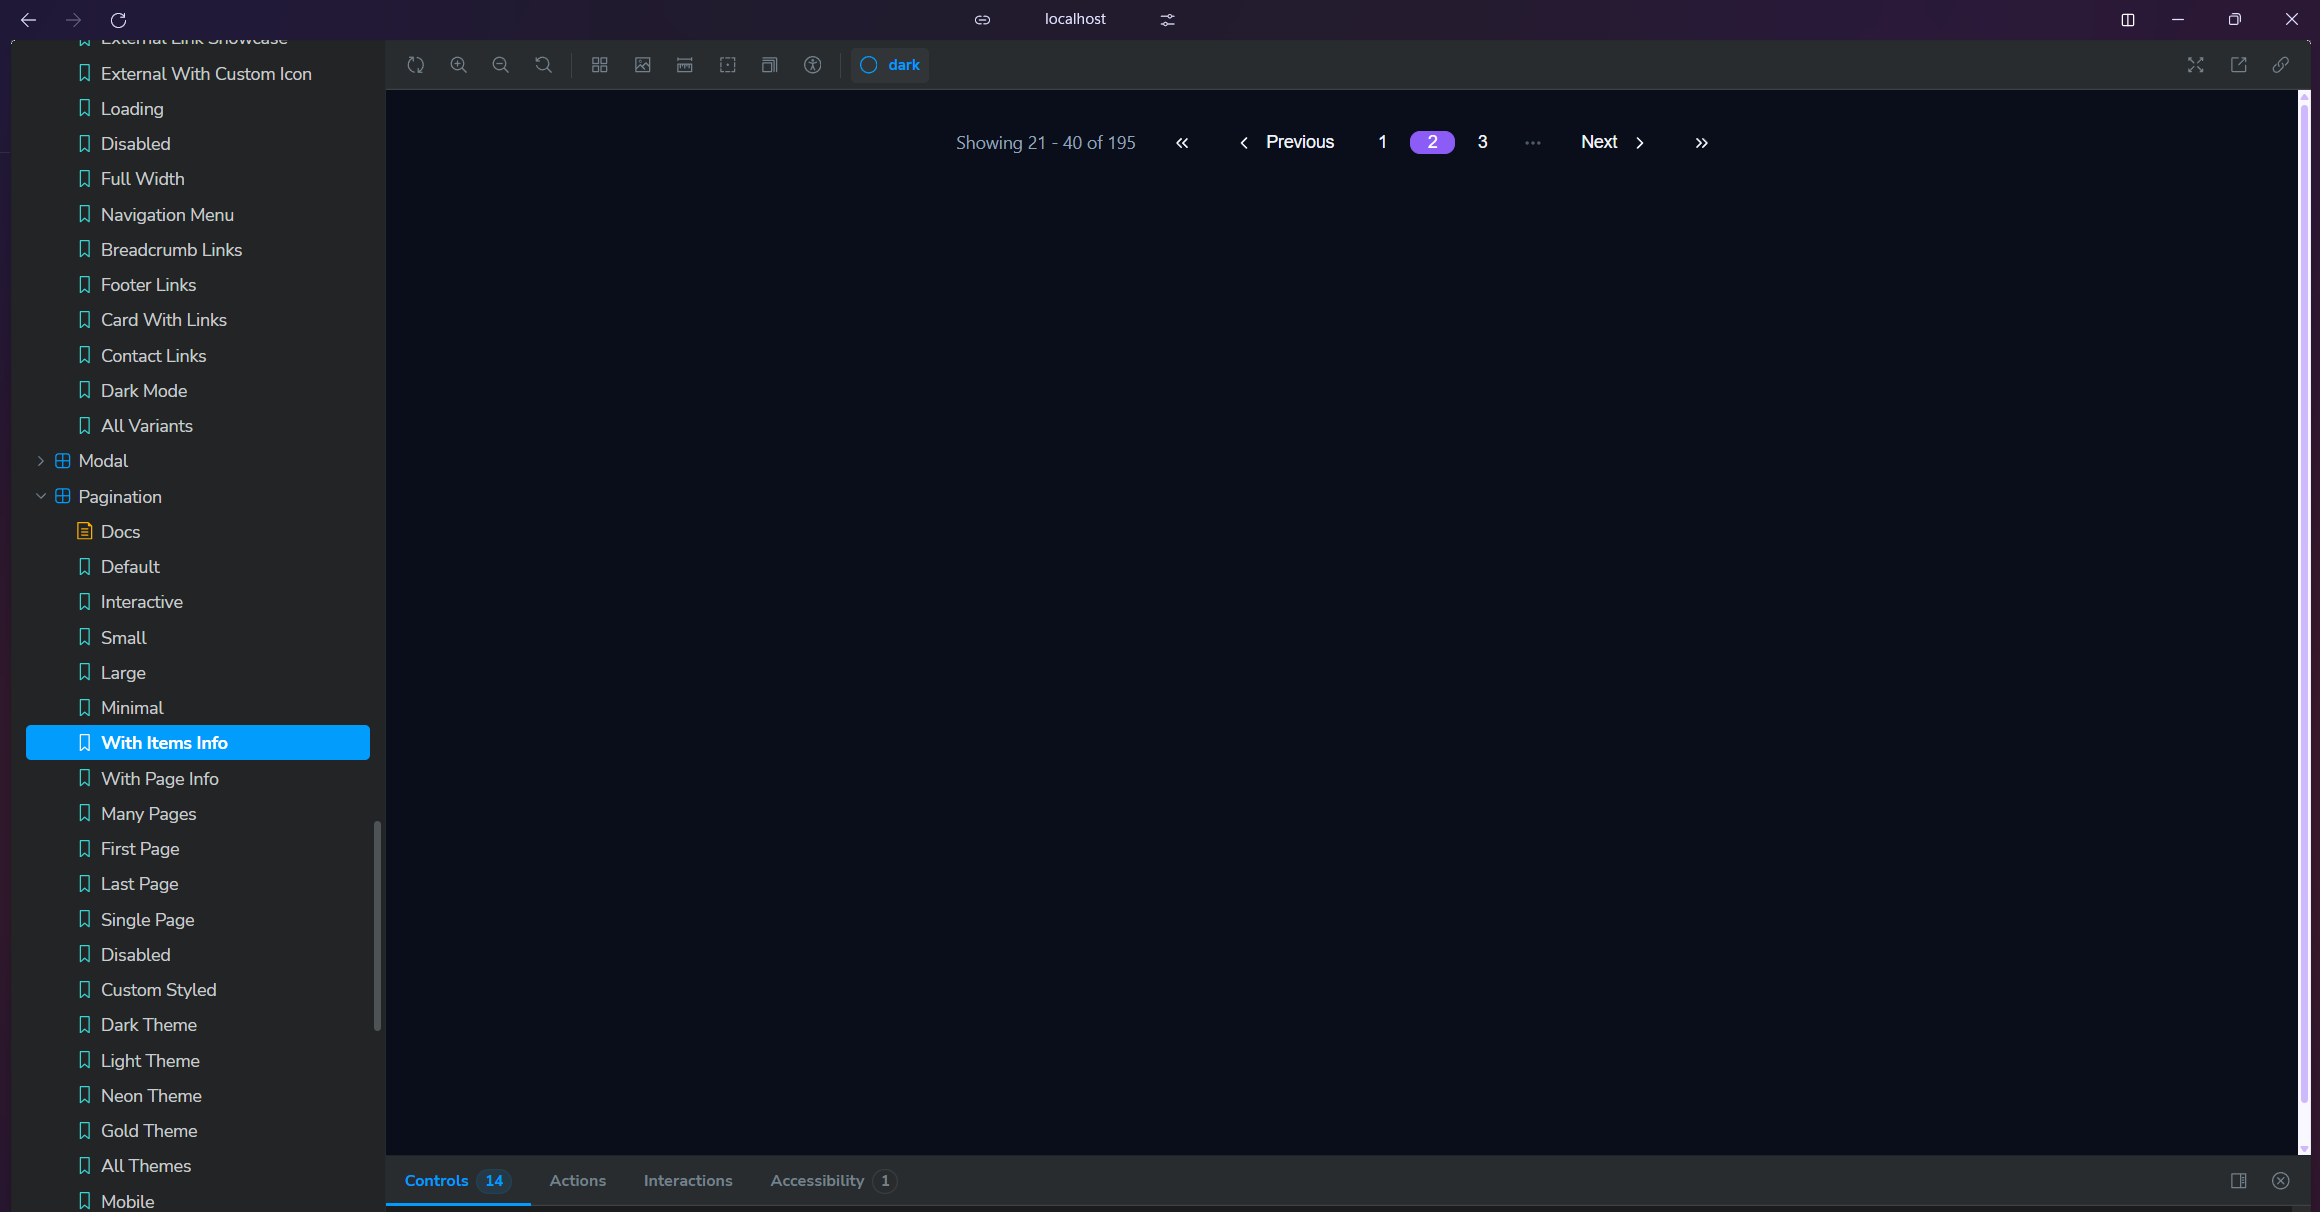 localhost
External Link Showcase
External With Custom Icon
Loading
Disabled
Full Width
Navigation Menu
Breadcrumb Links
Footer Links
Card With Links
Contact Links
Dark Mode
All Variants
Modal
Pagination
Docs
Default
Interactive
Small
Large
Minimal
With Items Info
With Page Info
Many Pages
First Page
Last Page
Single Page
Disabled
Custom Styled
Dark Theme
Light Theme
Neon Theme
Gold Theme
All Themes
Mobile
dark
Showing 21 - 40 of 195 « ‹ Previous 1 2 3 ··· Next › »
Controls 14 Actions Interactions Accessibility 1